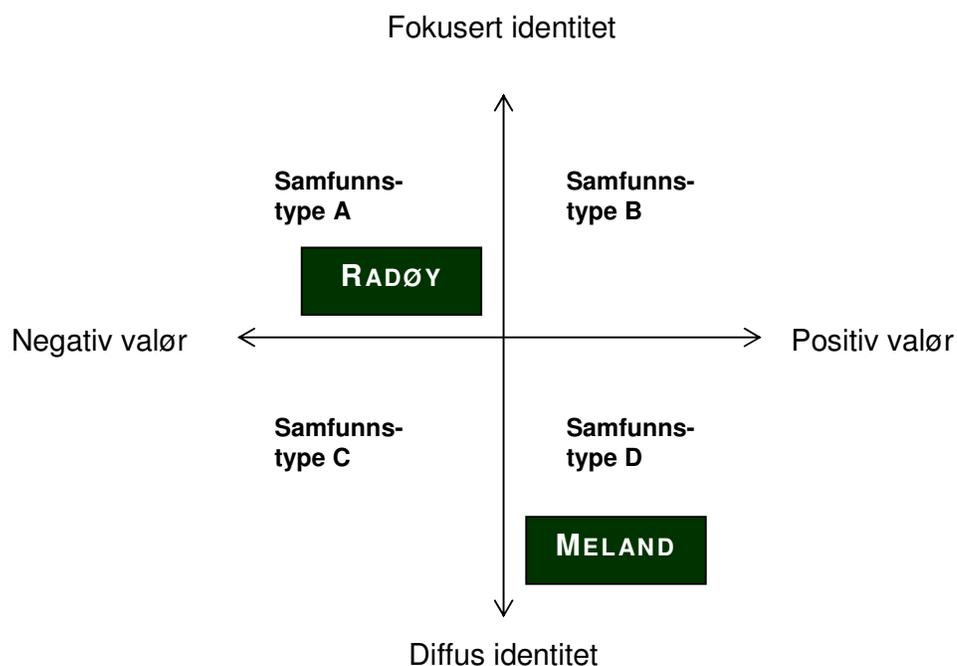 Fokusert identitet
Samfunns-
type A
Samfunns-
type B
RADØY
Negativ valør
Positiv valør
Samfunns-
type C
Samfunns-
type D
MELAND
Diffus identitet